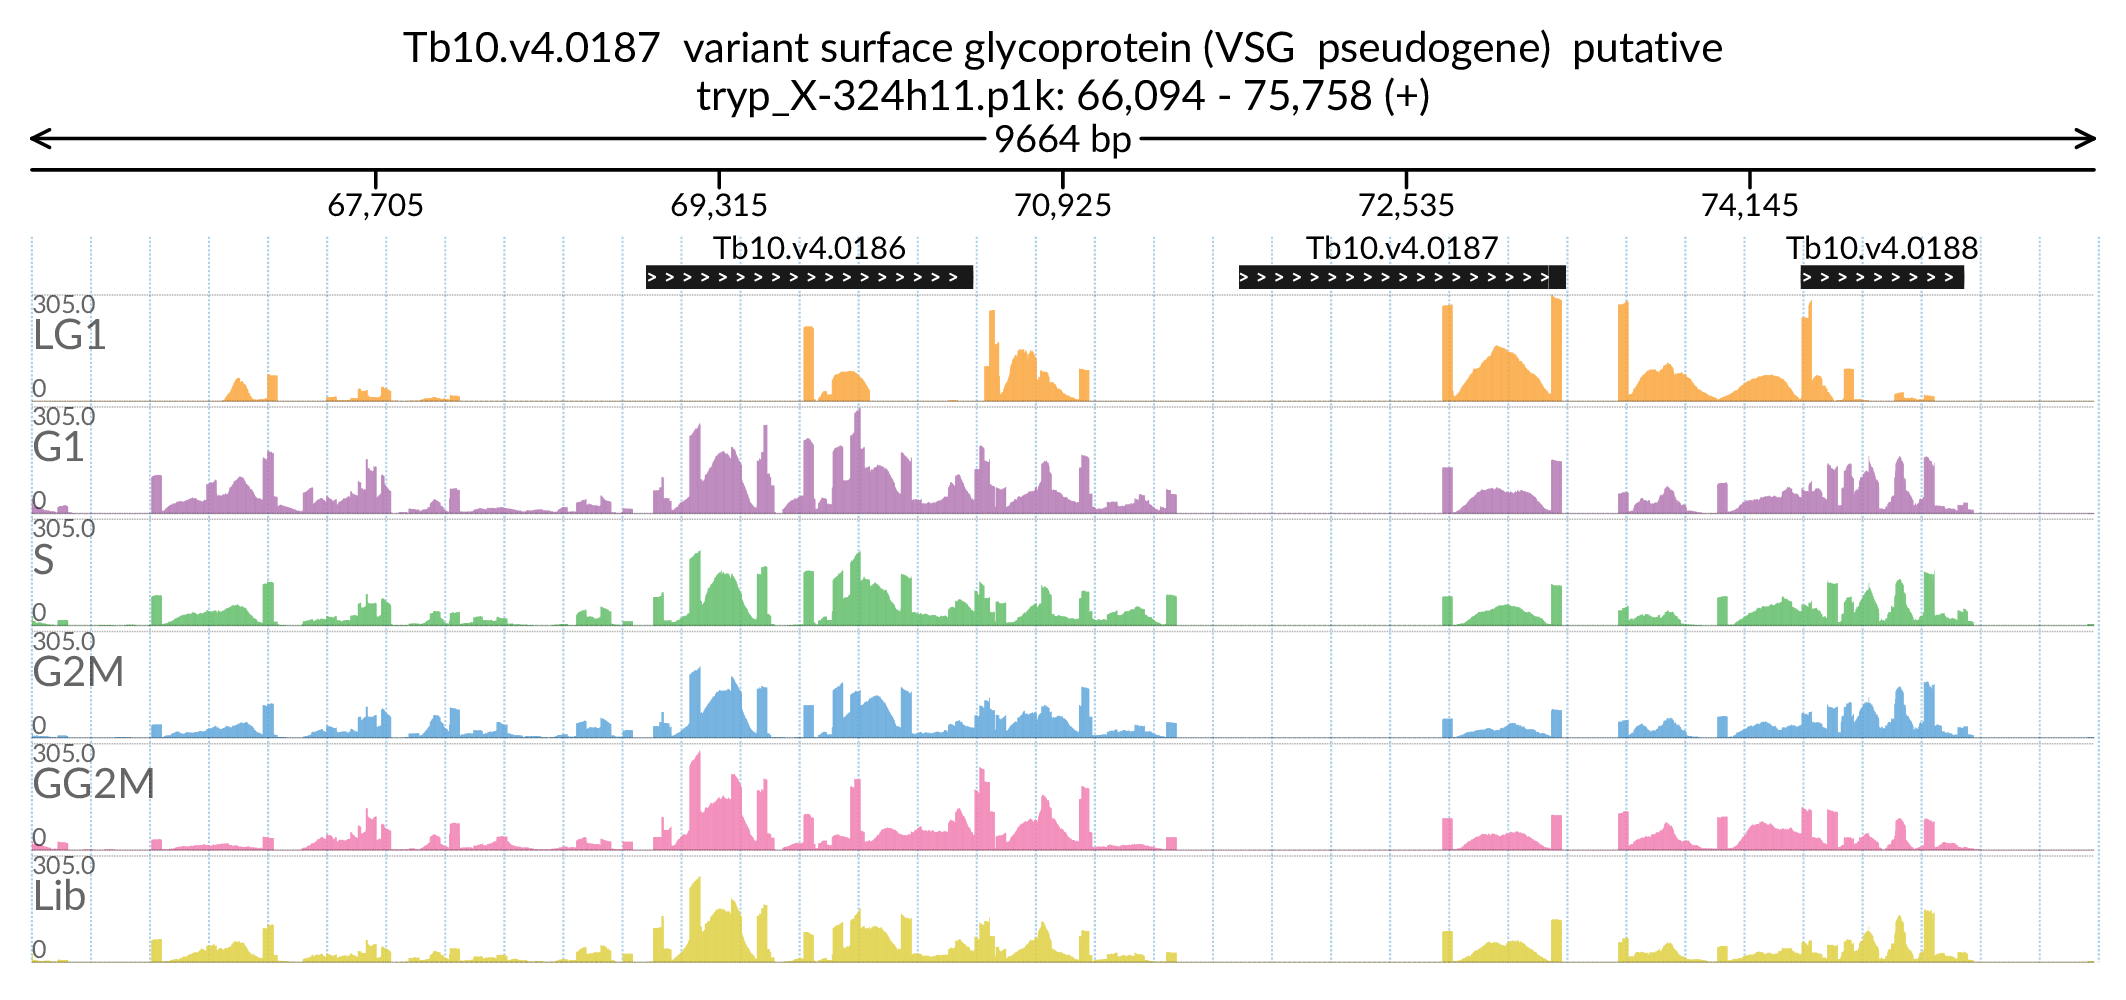 Tb10.v4.0187 variant surface glycoprotein (VSG pseudogene) putative
tryp_X-324h11.p1k: 66,094 - 75,758 (+)
9664 bp
67,705 69,315 70,925 72,535 74,145
Tb10.v4.0186 Tb10.v4.0187 Tb10.v4.0188
305.0
LG1
0
305.0
G1
0
305.0
S
0
305.0
G2M
0
305.0
GG2M
0
305.0
Lib
0